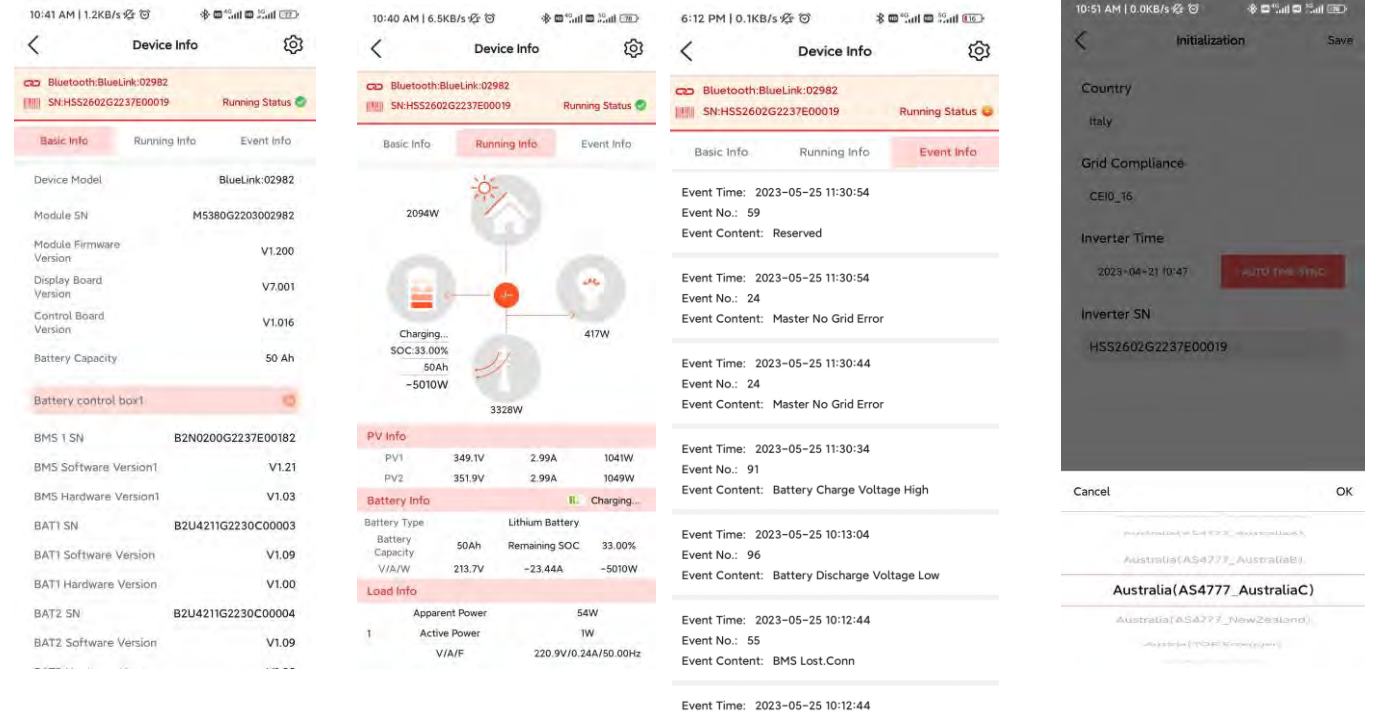 10:41 AM | 1.2KB/s
Device Info
Bluetooth:BlueLink:02982
SN:HSS2602G2237E00019 Running Status
Basic Info Running Info Event Info
Device Model BlueLink:02982
Module SN M5380G2203002982
Module Firmware
Version V1.200
Display Board
Version V7.001
Control Board
Version V1.016
Battery Capacity 50 Ah
Battery control box1
BMS 1 SN B2N0200G2237E00182
BMS Software Version1 V1.21
BMS Hardware Version1 V1.03
BAT1 SN B2U4211G2230C00003
BAT1 Software Version V1.09
BAT1 Hardware Version V1.00
BAT2 SN B2U4211G2230C00004
BAT2 Software Version V1.09
10:40 AM | 6.5KB/s
Device Info
Bluetooth:BlueLink:02982
SN:HSS2602G2237E00019 Running Status
Basic Info Running Info Event Info
2094W
Charging... 417W
SOC:33.00%
50Ah
-5010W
3328W
PV Info
PV1 349.1V 2.99A 1041W
PV2 351.9V 2.99A 1049W
Battery Info Charging...
Battery Type Lithium Battery
Battery
Capacity 50Ah Remaining SOC 33.00%
V/A/W 213.7V -23.44A -5010W
Load Info
Apparent Power 54W
1 Active Power 1W
V/A/F 220.9V/0.24A/50.00Hz
6:12 PM | 0.1KB/s
Device Info
Bluetooth:BlueLink:02982
SN:HSS2602G2237E00019 Running Status
Basic Info Running Info Event Info
Event Time: 2023-05-25 11:30:54
Event No.: 59
Event Content: Reserved
Event Time: 2023-05-25 11:30:54
Event No.: 24
Event Content: Master No Grid Error
Event Time: 2023-05-25 11:30:44
Event No.: 24
Event Content: Master No Grid Error
Event Time: 2023-05-25 11:30:34
Event No.: 91
Event Content: Battery Charge Voltage High
Event Time: 2023-05-25 10:13:04
Event No.: 96
Event Content: Battery Discharge Voltage Low
Event Time: 2023-05-25 10:12:44
Event No.: 55
Event Content: BMS Lost.Conn
Event Time: 2023-05-25 10:12:44
10:51 AM | 0.0KB/s
Initialization Save
Country
Italy
Grid Compliance
CEI0_16
Inverter Time
2023-04-21 10:47 AUTO TIME SYNC
Inverter SN
HSS2602G2237E00019
Cancel OK
Australia(AS4777_AustraliaA)
Australia(AS4777_AustraliaB)
Australia(AS4777_AustraliaC)
Australia(AS4777_NewZealand)